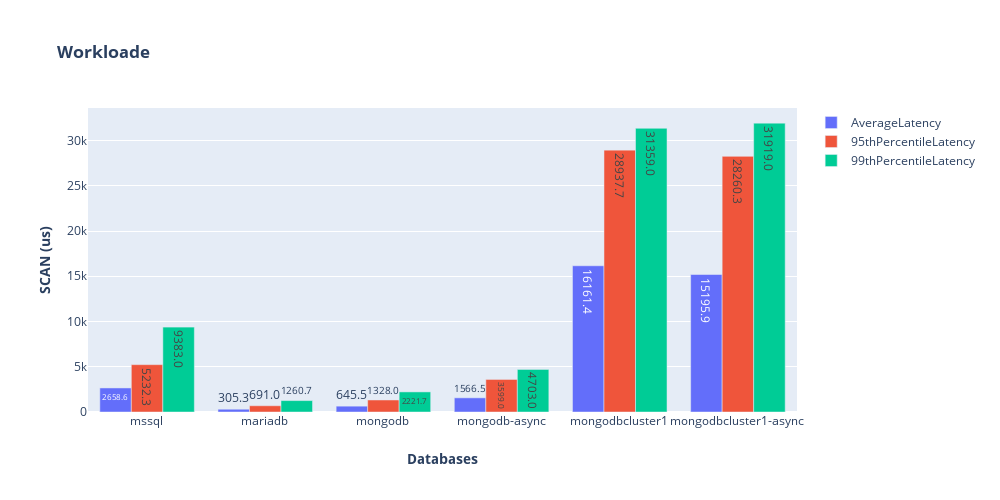 Workloade
AverageLatency
95thPercentileLatency
99thPercentileLatency
SCAN (us)
30k
25k
20k
15k
10k
5k
0
2658.6
5232.3
9383.0
305.3
691.0
1260.7
645.5
1328.0
2221.7
1566.5
3599.0
4703.0
16161.4
28937.7
31359.0
15195.9
28260.3
31919.0
mssql
mariadb
mongodb
mongodb-async
mongodbcluster1
mongodbcluster1-async
Databases